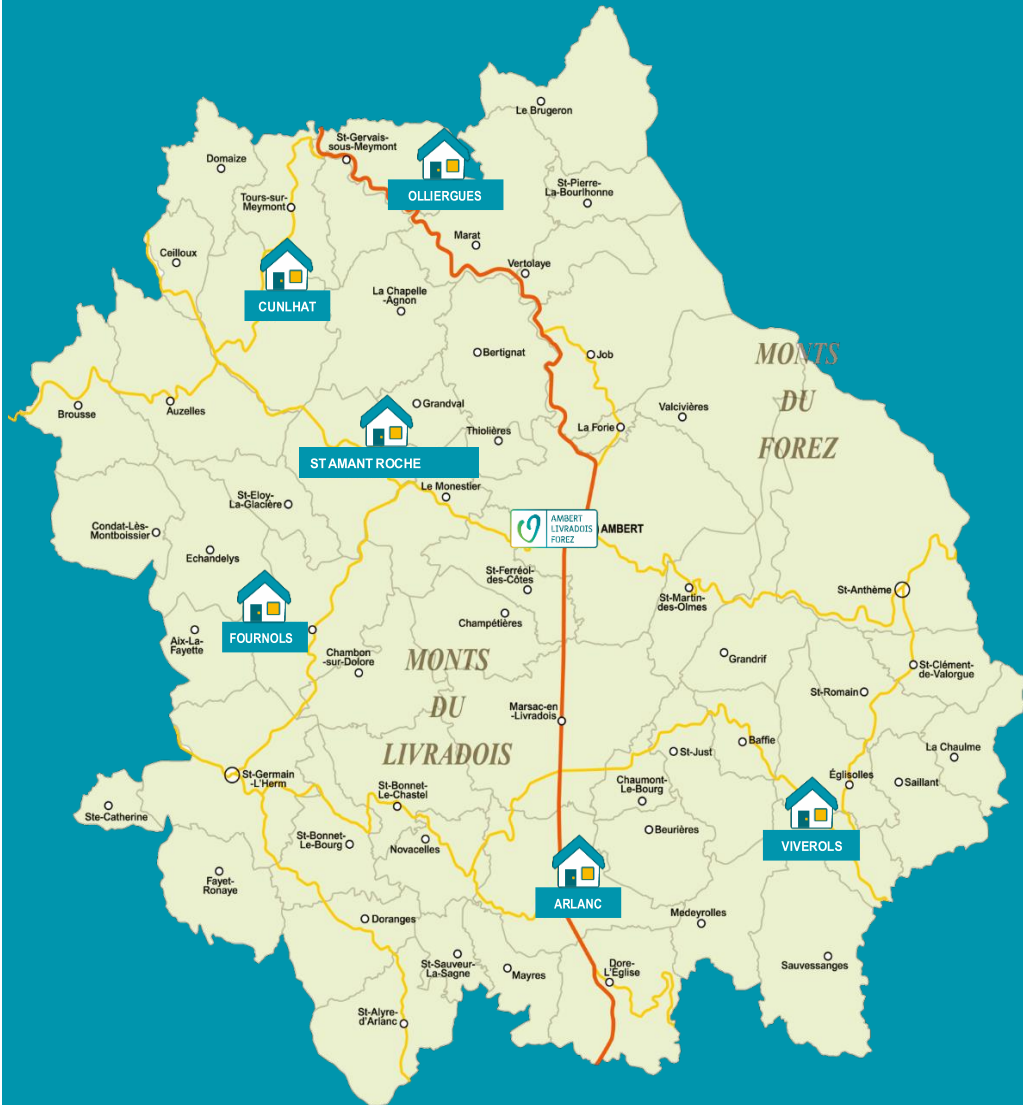 Le Brugeron
St-Gervais-
sous-Meymont
Domaize
OLLIERGUES
St-Pierre-
La-Bourlhonne
Tours-sur-
Meymont
Marat
Ceilloux
Vertolaye
CUNLHAT
La Chapelle
-Agnon
MONTS
DU
FOREZ
Bertignat
Job
Brousse
Auzelles
Grandval
Valcivières
Thiolières
La Forie
ST AMANT ROCHE
Le Monestier
St-Eloy-
La-Glacière
Condat-Lès-
Montboissier
AMBERT
LIVRADOIS
FOREZ
AMBERT
Echandelys
St-Ferréol-
des-Côtes
St-Martin-
des-Olmes
St-Anthème
Champétières
FOURNOLS
Aix-La-
Fayette
Chambon
-sur-Dolore
MONTS
DU
LIVRADOIS
Grandrif
St-Clément-
de-Valorgue
St-Romain
Marsac-en
-Livradois
St-Just
Baffie
La Chaulme
St-Germain
-L'Herm
Chaumont-
Le-Bourg
Églisolles
Saillant
St-Bonnet-
Le-Chastel
Ste-Catherine
St-Bonnet-
Le-Bourg
Novacelles
Beurières
VIVEROLS
Fayet-
Ronaye
ARLANC
Doranges
Medeyrolles
St-Sauveur-
La-Sagne
Mayres
Dore-
L'Église
Sauvessanges
St-Alyre-
d'Arlanc